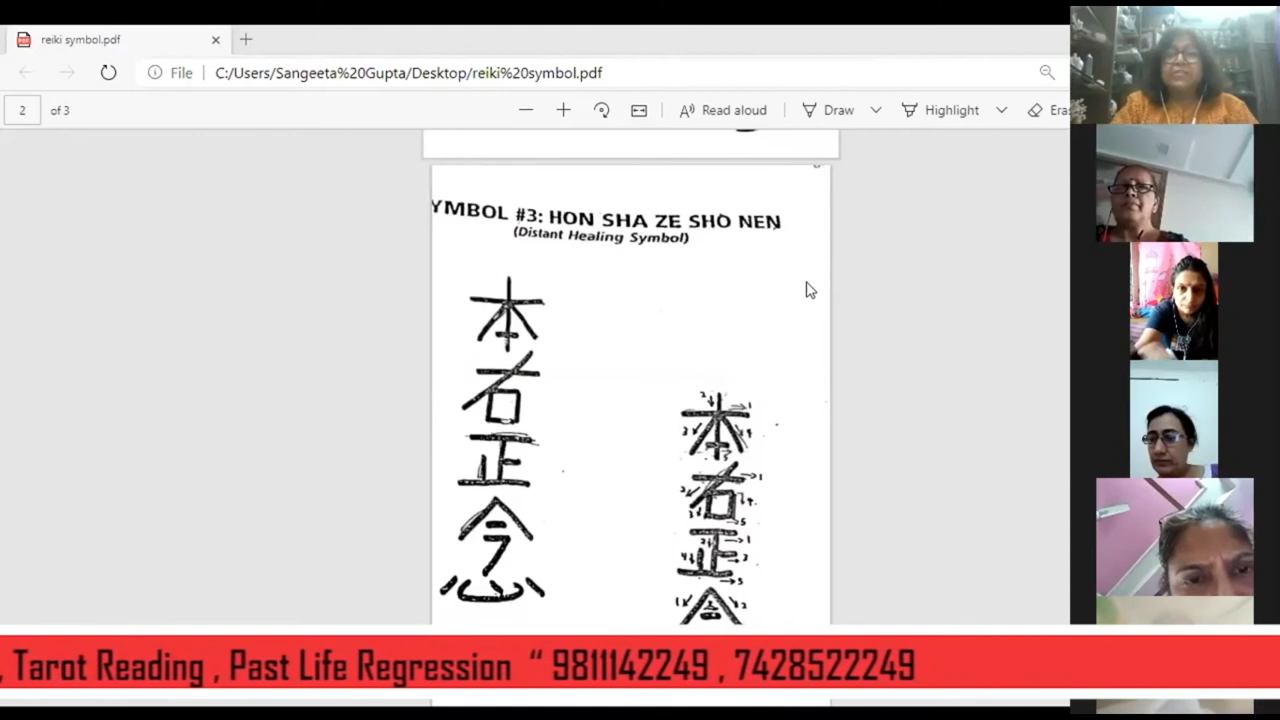 reiki symbol.pdf
File C:/Users/Sangeeta%20Gupta/Desktop/reiki%20symbol.pdf
2 of 3 Read aloud Draw Highlight Era
YMBOL #3: HON SHA ZE SHO NEN
(Distant Healing Symbol)
本
右
正
念
本
右
正
, Tarot Reading , Past Life Regression “ 9811142249 , 7428522249